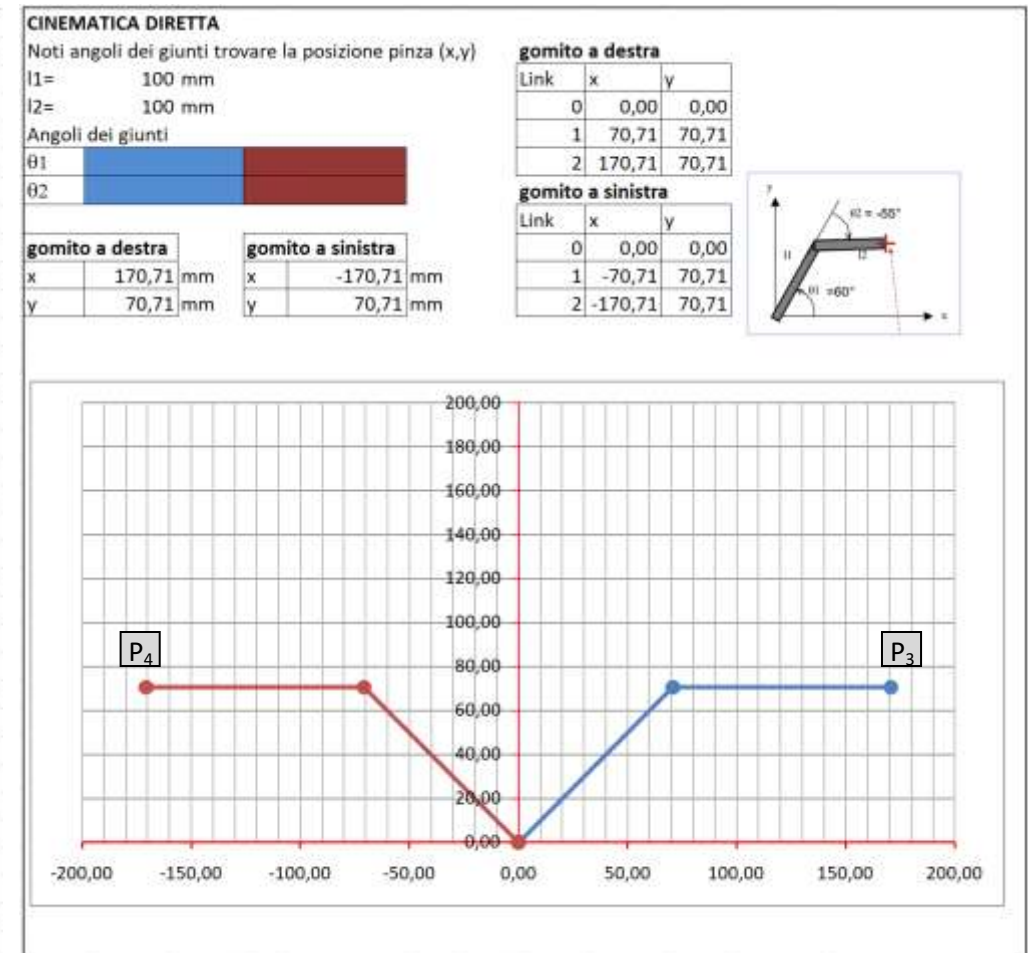 CINEMATICA DIRETTA
Noti angoli dei giunti trovare la posizione pinza (x,y)
l1= 100 mm
l2= 100 mm
Angoli dei giunti
θ1
θ2
gomito a destra
x 170,71 mm
y 70,71 mm
gomito a sinistra
x -170,71 mm
y 70,71 mm
gomito a destra
Link x y
0 0,00 0,00
1 70,71 70,71
2 170,71 70,71
gomito a sinistra
Link x y
0 0,00 0,00
1 -70,71 70,71
2 -170,71 70,71
y
θ2 = -55°
l1
l2
θ1 =60°
x
200,00
180,00
160,00
140,00
120,00
100,00
80,00
60,00
40,00
20,00
0,00
P4
P3
-200,00 -150,00 -100,00 -50,00 0,00 50,00 100,00 150,00 200,00